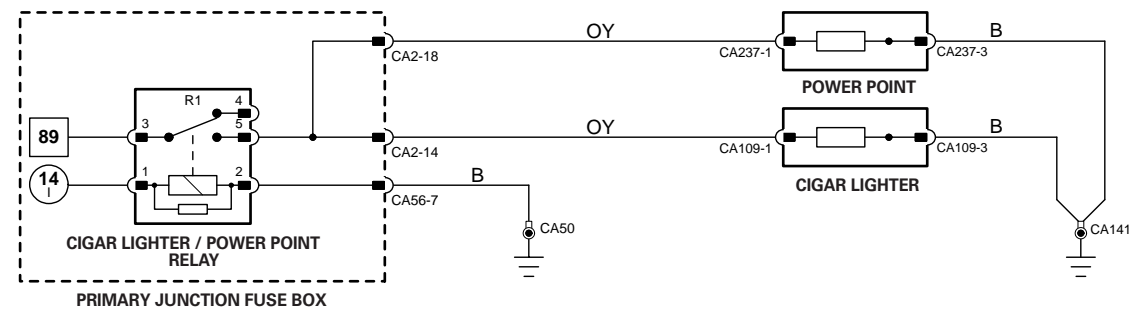 OY
B
CA2-18
CA237-1
CA237-3
POWER POINT
R1
4
89
3
5
OY
B
CA2-14
CA109-1
CA109-3
14
I
1
2
B
CIGAR LIGHTER
CA56-7
CA50
CA141
CIGAR LIGHTER / POWER POINT
RELAY
PRIMARY JUNCTION FUSE BOX